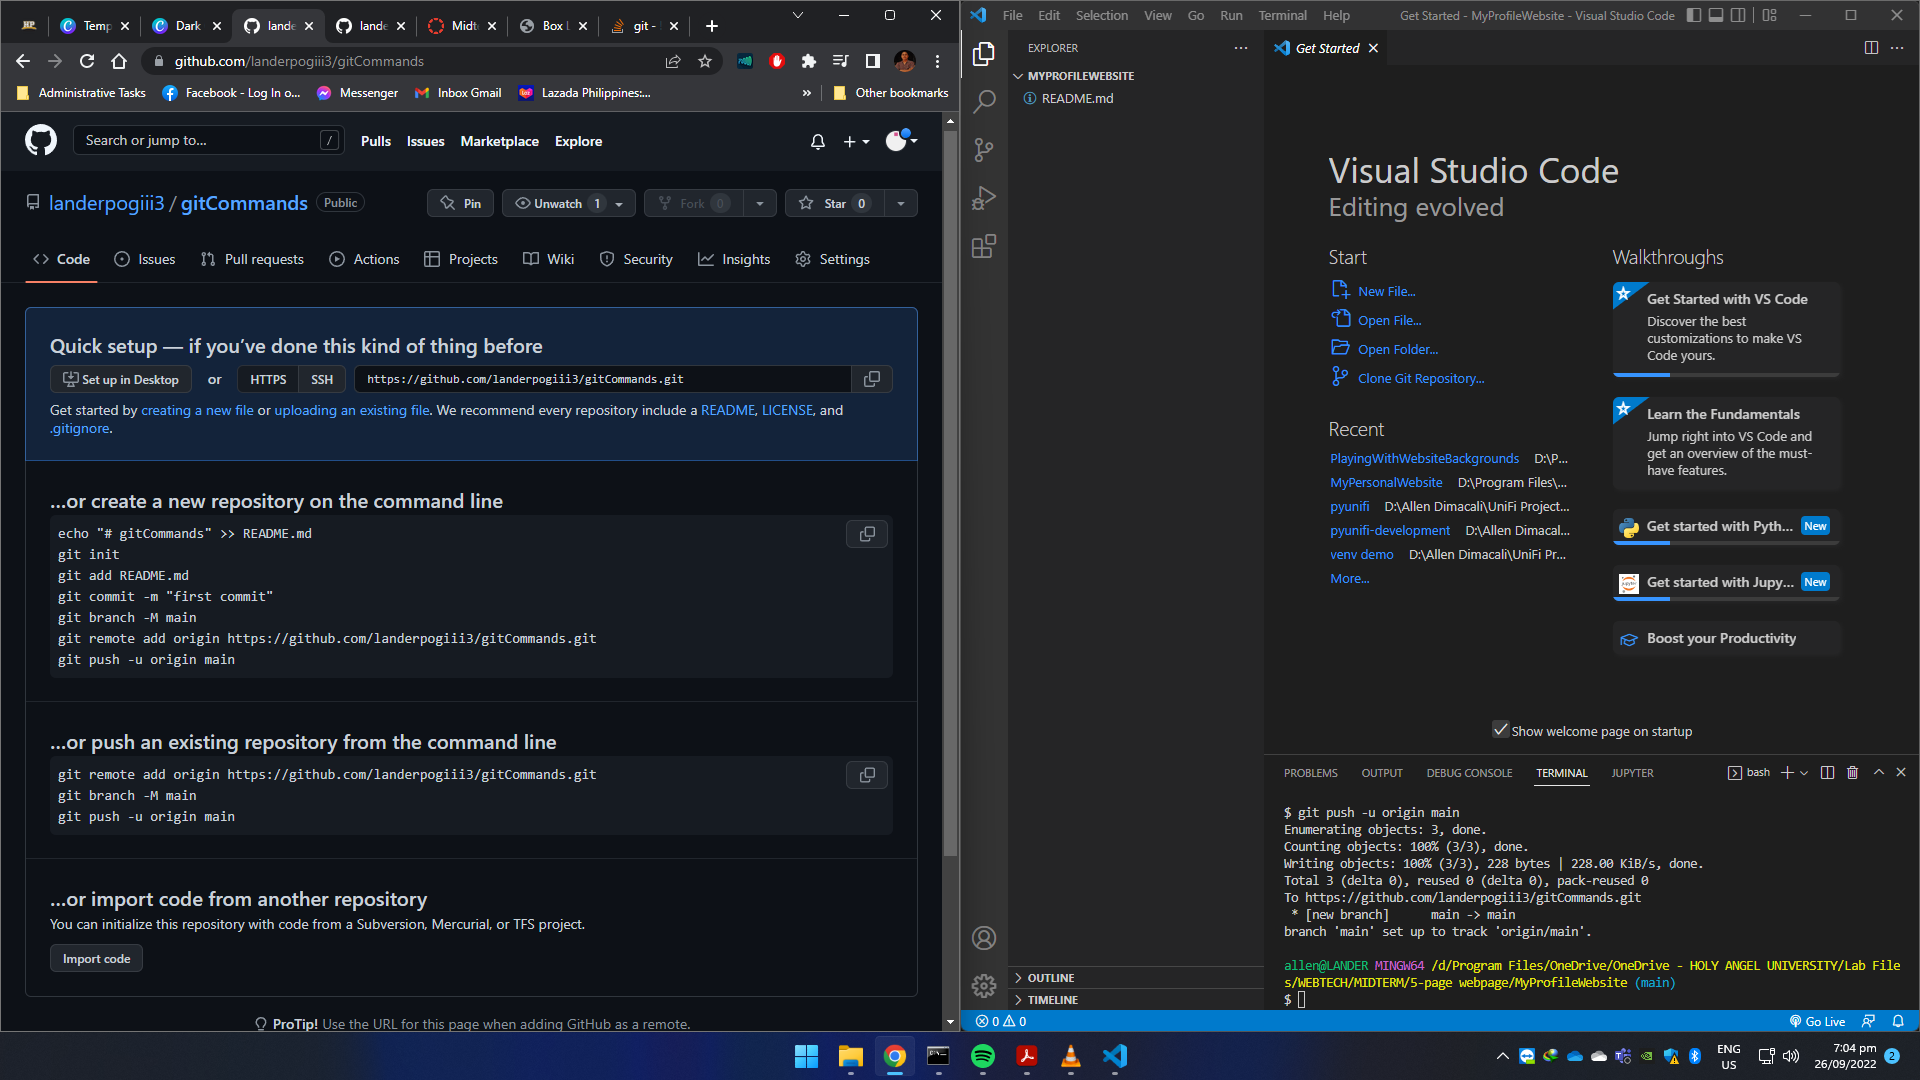 Temp
Dark
lande
lande
Midte
Box L
git -
github.com/landerpogiii3/gitCommands
Administrative Tasks
Facebook - Log In o...
Messenger
Inbox Gmail
Lazada Philippines:...
»
Other bookmarks
Search or jump to...
/
Pulls
Issues
Marketplace
Explore
landerpogiii3 / gitCommands
Public
Pin
Unwatch 1
Fork 0
Star 0
Code
Issues
Pull requests
Actions
Projects
Wiki
Security
Insights
Settings
Quick setup — if you've done this kind of thing before
Set up in Desktop
or
HTTPS
SSH
https://github.com/landerpogiii3/gitCommands.git
Get started by creating a new file or uploading an existing file. We recommend every repository include a README, LICENSE, and
.gitignore.
...or create a new repository on the command line
echo "# gitCommands" >> README.md
git init
git add README.md
git commit -m "first commit"
git branch -M main
git remote add origin https://github.com/landerpogiii3/gitCommands.git
git push -u origin main
...or push an existing repository from the command line
git remote add origin https://github.com/landerpogiii3/gitCommands.git
git branch -M main
git push -u origin main
...or import code from another repository
You can initialize this repository with code from a Subversion, Mercurial, or TFS project.
Import code
ProTip! Use the URL for this page when adding GitHub as a remote.
File
Edit
Selection
View
Go
Run
Terminal
Help
Get Started - MyProfileWebsite - Visual Studio Code
EXPLORER
Get Started
MYPROFILEWEBSITE
README.md
Visual Studio Code
Editing evolved
Start
New File...
Open File...
Open Folder...
Clone Git Repository...
Recent
PlayingWithWebsiteBackgrounds D:\P...
MyPersonalWebsite D:\Program Files\...
pyunifi D:\Allen Dimacali\UniFi Project...
pyunifi-development D:\Allen Dimacal...
venv demo D:\Allen Dimacali\UniFi Pr...
More...
Walkthroughs
Get Started with VS Code
Discover the best
customizations to make VS
Code yours.
Learn the Fundamentals
Jump right into VS Code and
get an overview of the must-
have features.
Get started with Pyth... New
Get started with Jupy... New
Boost your Productivity
Show welcome page on startup
PROBLEMS
OUTPUT
DEBUG CONSOLE
TERMINAL
JUPYTER
bash
$ git push -u origin main
Enumerating objects: 3, done.
Counting objects: 100% (3/3), done.
Writing objects: 100% (3/3), 228 bytes | 228.00 KiB/s, done.
Total 3 (delta 0), reused 0 (delta 0), pack-reused 0
To https://github.com/landerpogiii3/gitCommands.git
* [new branch] main -> main
branch 'main' set up to track 'origin/main'.
allen@LANDER MINGW64 /d/Program Files/OneDrive/OneDrive - HOLY ANGEL UNIVERSITY/Lab File
s/WEBTECH/MIDTERM/5-page webpage/MyProfileWebsite (main)
$
OUTLINE
TIMELINE
0 0
Go Live
ENG
US
7:04 pm
26/09/2022
2